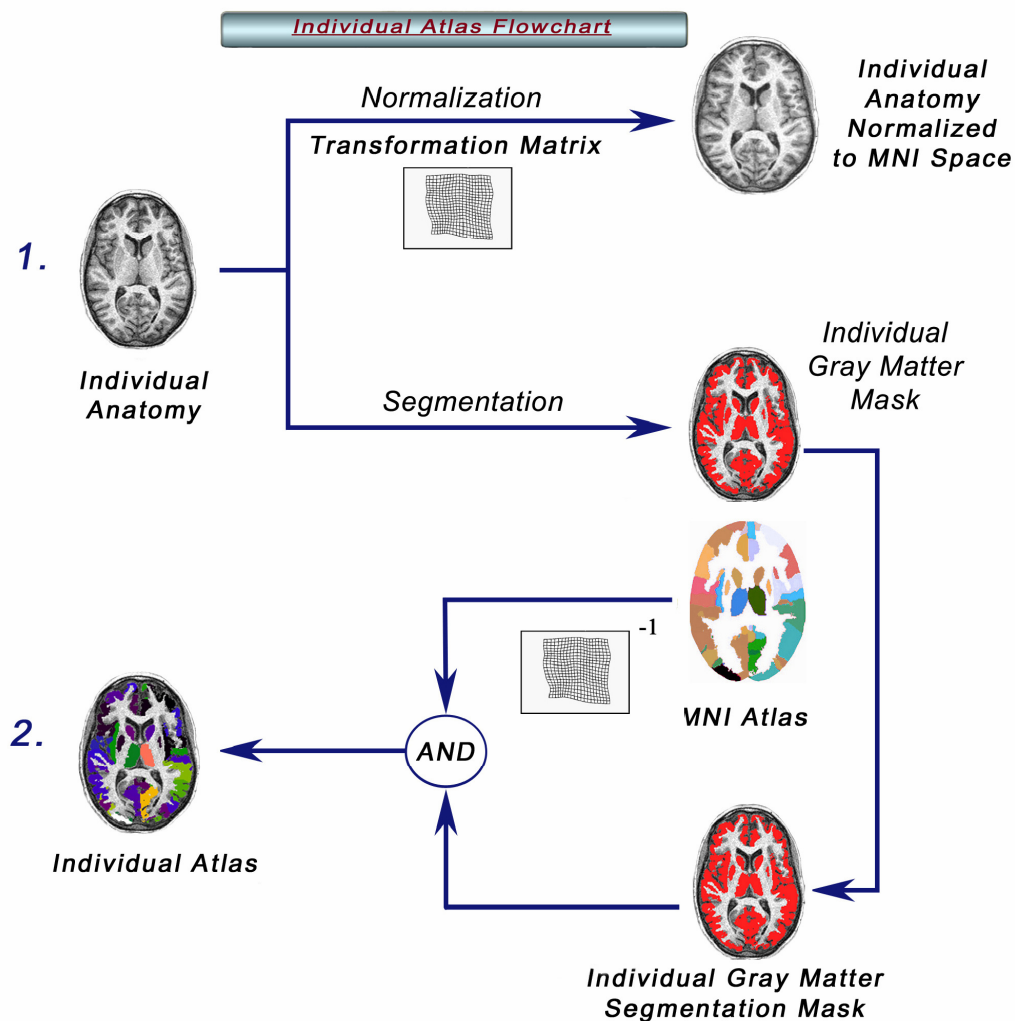 Individual Atlas Flowchart
Normalization
Transformation Matrix
Individual
Anatomy
Normalized
to MNI Space
1.
Individual
Anatomy
Segmentation
Individual
Gray Matter
Mask
-1
MNI Atlas
2.
AND
Individual Atlas
Individual Gray Matter
Segmentation Mask